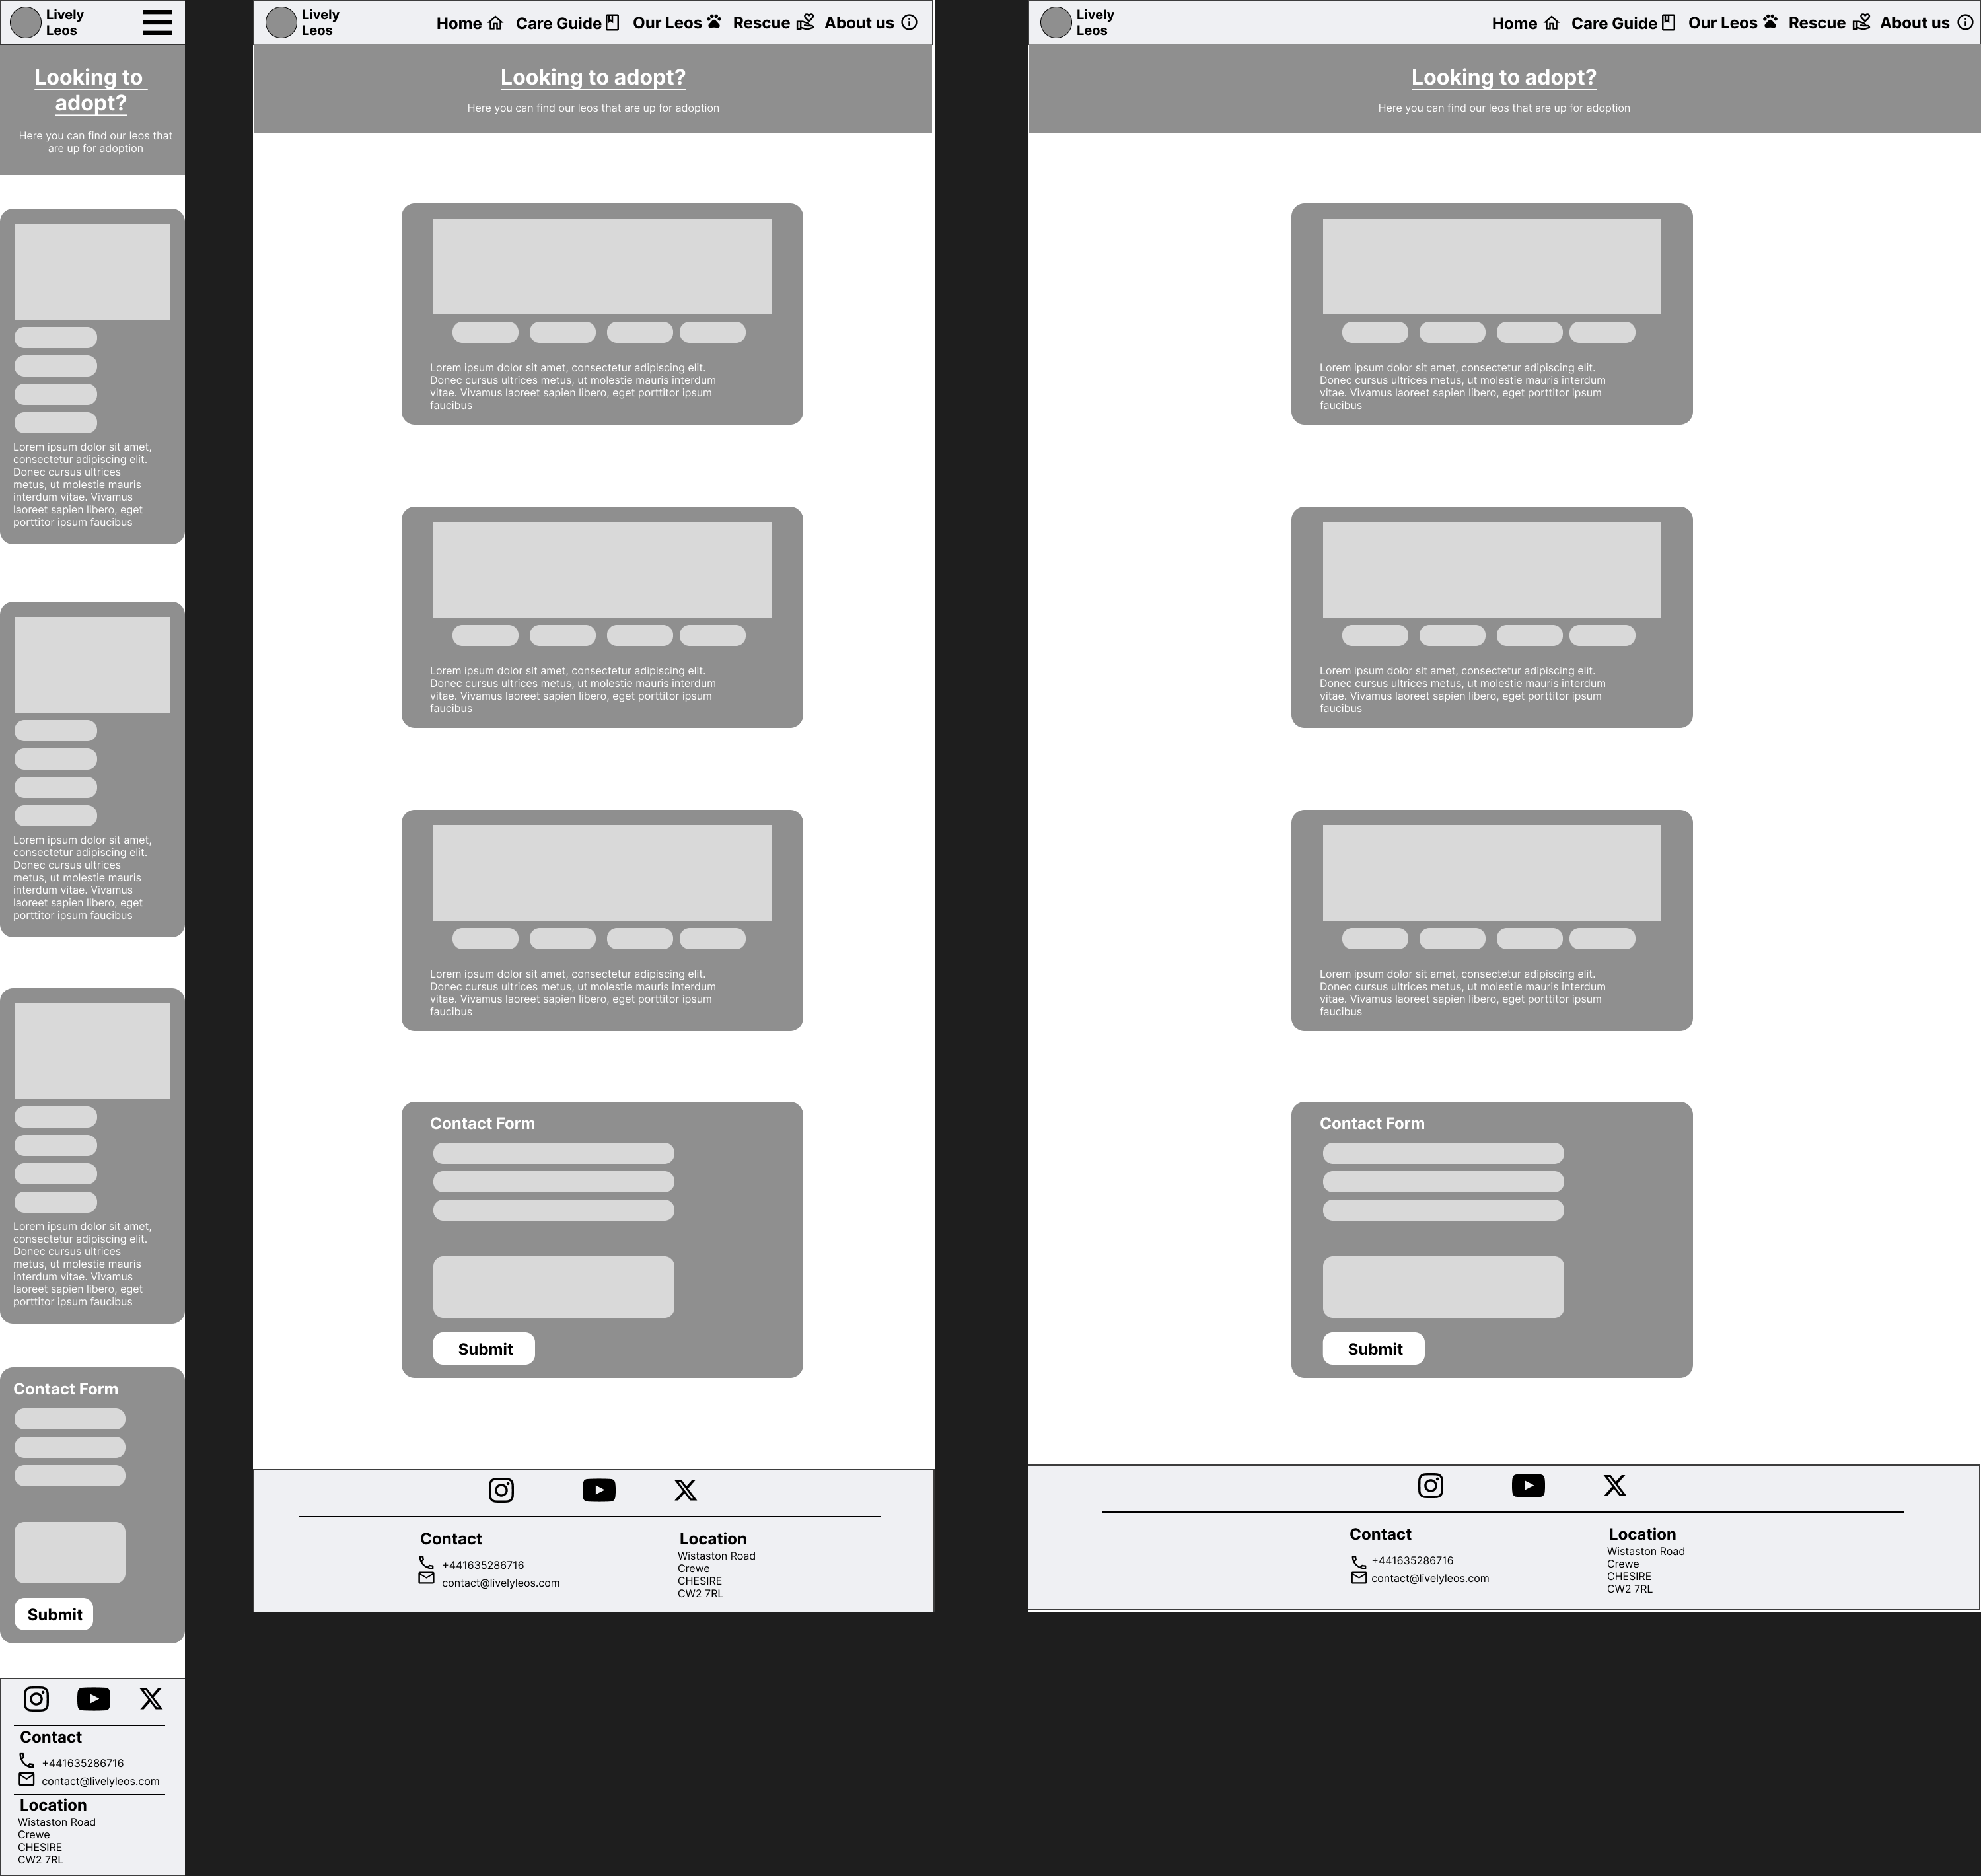 Lively
Leos
Looking to
adopt?
Here you can find our leos that
are up for adoption
Lorem ipsum dolor sit amet,
consectetur adipiscing elit.
Donec cursus ultrices
metus, ut molestie mauris
interdum vitae. Vivamus
laoreet sapien libero, eget
porttitor ipsum faucibus
Lorem ipsum dolor sit amet,
consectetur adipiscing elit.
Donec cursus ultrices
metus, ut molestie mauris
interdum vitae. Vivamus
laoreet sapien libero, eget
porttitor ipsum faucibus
Lorem ipsum dolor sit amet,
consectetur adipiscing elit.
Donec cursus ultrices
metus, ut molestie mauris
interdum vitae. Vivamus
laoreet sapien libero, eget
porttitor ipsum faucibus
Contact Form
Submit
Contact
+441635286716
contact@livelyleos.com
Location
Wistaston Road
Crewe
CHESIRE
CW2 7RL
Lively
Leos
Home Care Guide Our Leos Rescue About us
Looking to adopt?
Here you can find our leos that are up for adoption
Lorem ipsum dolor sit amet, consectetur adipiscing elit.
Donec cursus ultrices metus, ut molestie mauris interdum
vitae. Vivamus laoreet sapien libero, eget porttitor ipsum
faucibus
Lorem ipsum dolor sit amet, consectetur adipiscing elit.
Donec cursus ultrices metus, ut molestie mauris interdum
vitae. Vivamus laoreet sapien libero, eget porttitor ipsum
faucibus
Lorem ipsum dolor sit amet, consectetur adipiscing elit.
Donec cursus ultrices metus, ut molestie mauris interdum
vitae. Vivamus laoreet sapien libero, eget porttitor ipsum
faucibus
Contact Form
Submit
Contact
+441635286716
contact@livelyleos.com
Location
Wistaston Road
Crewe
CHESIRE
CW2 7RL
Lively
Leos
Home Care Guide Our Leos Rescue About us
Looking to adopt?
Here you can find our leos that are up for adoption
Lorem ipsum dolor sit amet, consectetur adipiscing elit.
Donec cursus ultrices metus, ut molestie mauris interdum
vitae. Vivamus laoreet sapien libero, eget porttitor ipsum
faucibus
Lorem ipsum dolor sit amet, consectetur adipiscing elit.
Donec cursus ultrices metus, ut molestie mauris interdum
vitae. Vivamus laoreet sapien libero, eget porttitor ipsum
faucibus
Lorem ipsum dolor sit amet, consectetur adipiscing elit.
Donec cursus ultrices metus, ut molestie mauris interdum
vitae. Vivamus laoreet sapien libero, eget porttitor ipsum
faucibus
Contact Form
Submit
Contact
+441635286716
contact@livelyleos.com
Location
Wistaston Road
Crewe
CHESIRE
CW2 7RL